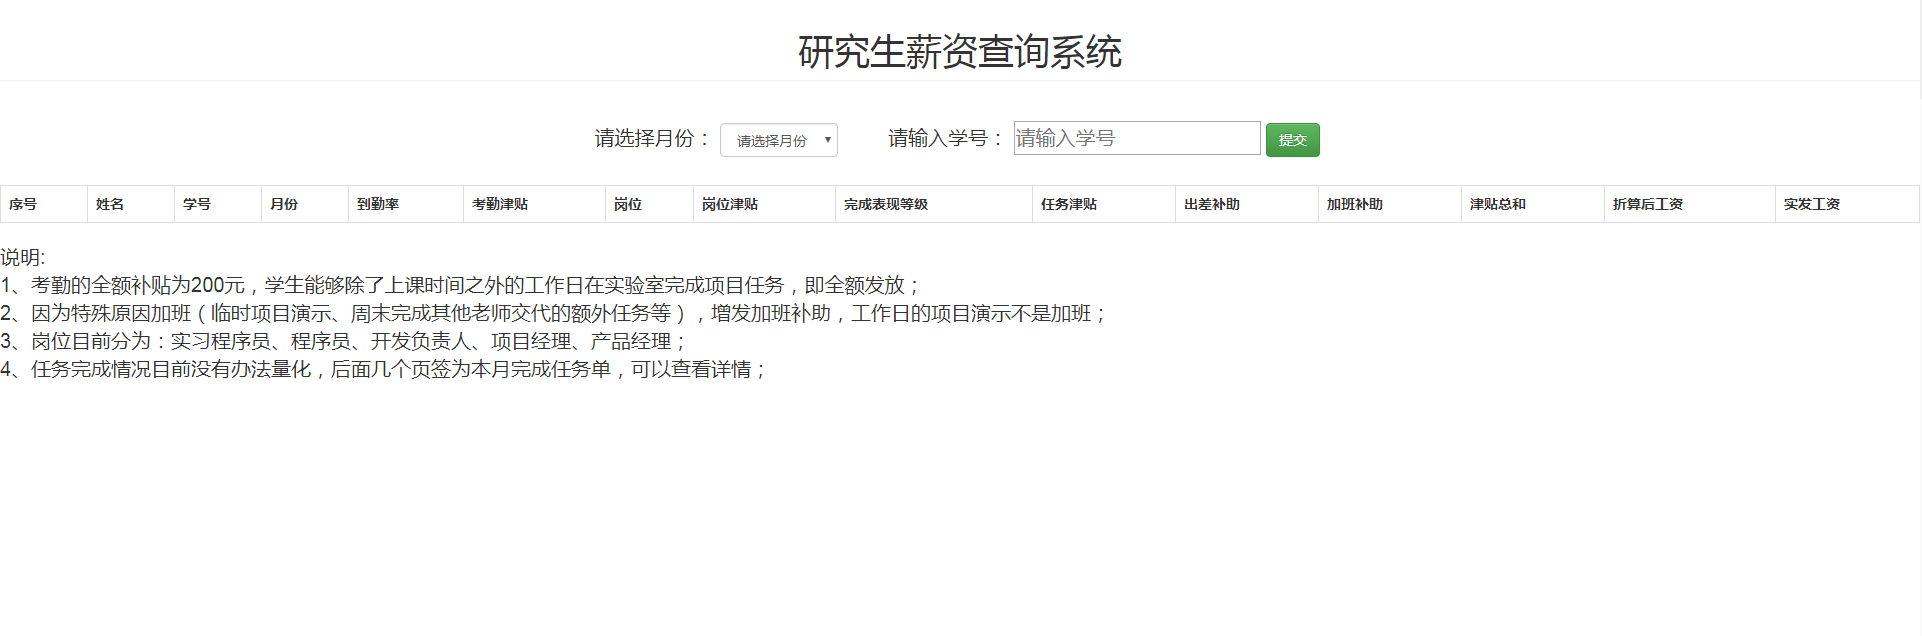 研究生薪资查询系统
请选择月份： 请选择月份 请输入学号： 请输入学号 提交
序号 姓名 学号 月份 到勤率 考勤津贴 岗位 岗位津贴 完成表现等级 任务津贴 出差补助 加班补助 津贴总和 折算后工资 实发工资
说明:
1、考勤的全额补贴为200元，学生能够除了上课时间之外的工作日在实验室完成项目任务，即全额发放；
2、因为特殊原因加班（临时项目演示、周末完成其他老师交代的额外任务等），增发加班补助，工作日的项目演示不是加班；
3、岗位目前分为：实习程序员、程序员、开发负责人、项目经理、产品经理；
4、任务完成情况目前没有办法量化，后面几个页签为本月完成任务单，可以查看详情；